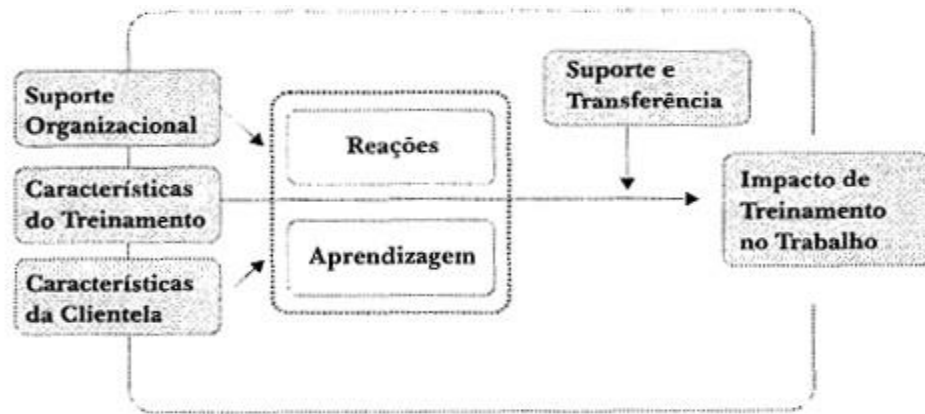 Suporte
Organizacional
Características
do Treinamento
Características
da Clientela
Reações
Aprendizagem
Suporte e
Transferência
Impacto de
Treinamento
no Trabalho